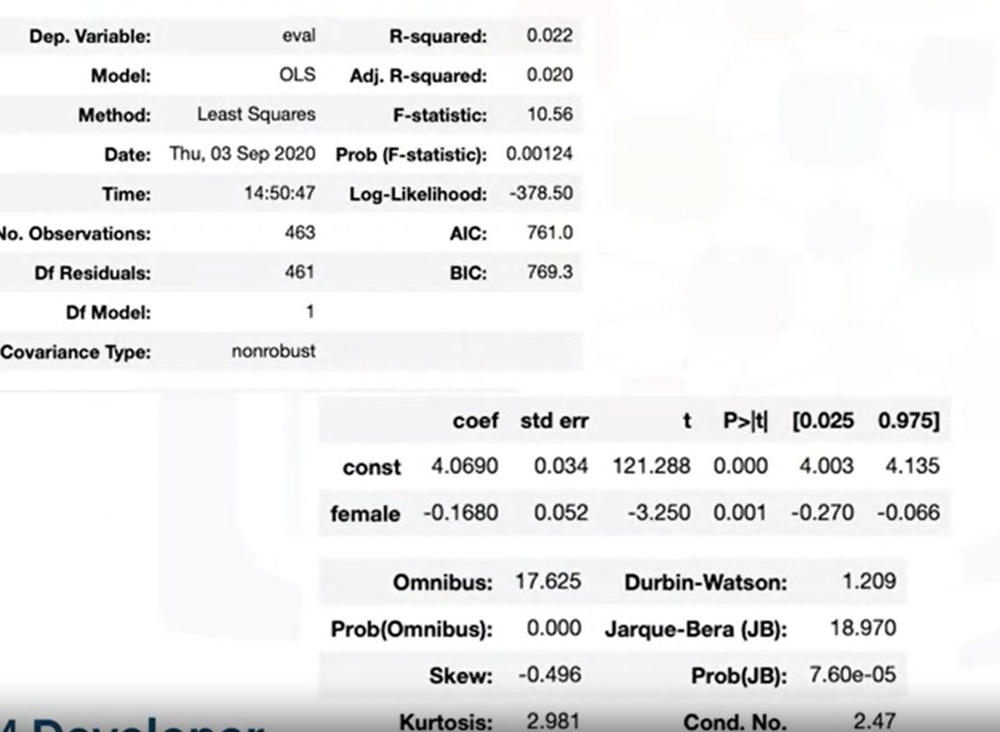 Dep. Variable: eval R-squared: 0.022
Model: OLS Adj. R-squared: 0.020
Method: Least Squares F-statistic: 10.56
Date: Thu, 03 Sep 2020 Prob (F-statistic): 0.00124
Time: 14:50:47 Log-Likelihood: -378.50
No. Observations: 463 AIC: 761.0
Df Residuals: 461 BIC: 769.3
Df Model: 1
Covariance Type: nonrobust
coef std err t P>|t| [0.025 0.975]
const 4.0690 0.034 121.288 0.000 4.003 4.135
female -0.1680 0.052 -3.250 0.001 -0.270 -0.066
Omnibus: 17.625 Durbin-Watson: 1.209
Prob(Omnibus): 0.000 Jarque-Bera (JB): 18.970
Skew: -0.496 Prob(JB): 7.60e-05
Kurtosis: 2.981 Cond. No. 2.47
Developer